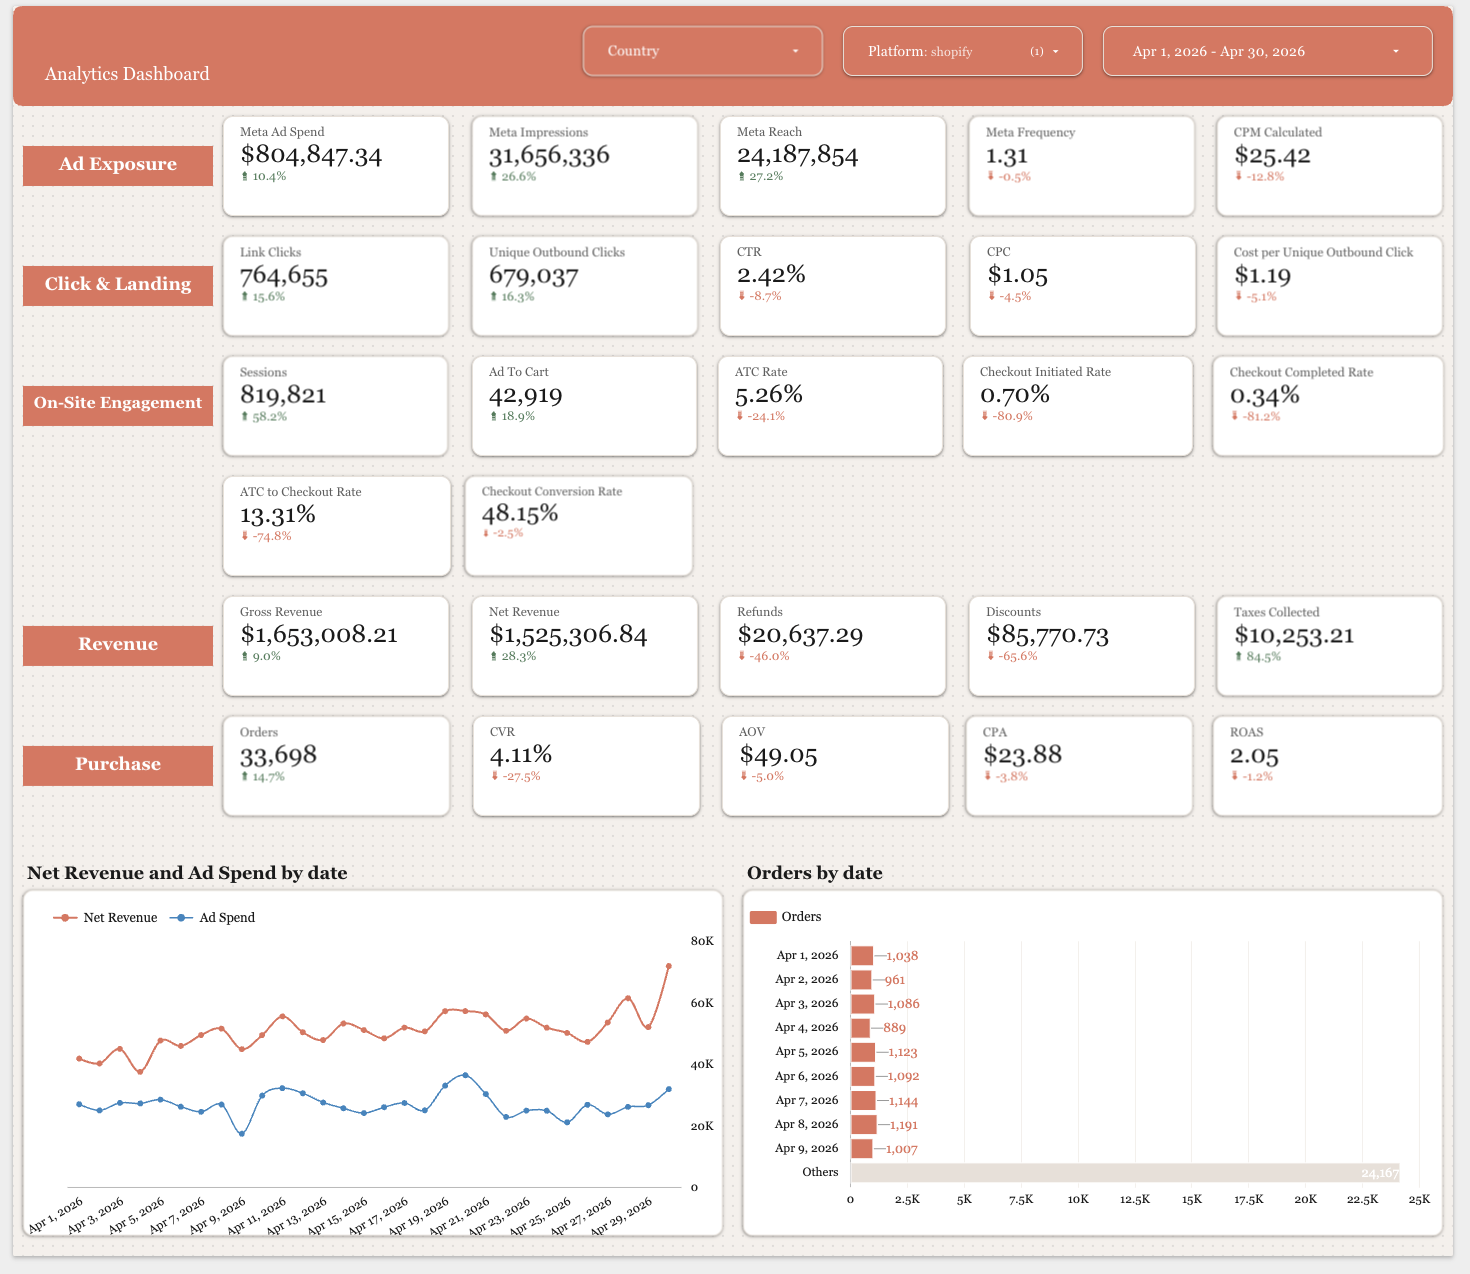 Analytics Dashboard
Country
Platform: shopify (1)
Apr 1, 2026 - Apr 30, 2026
Ad Exposure
Meta Ad Spend
$804,847.34
10.4%
Meta Impressions
31,656,336
26.6%
Meta Reach
24,187,854
27.2%
Meta Frequency
1.31
-0.5%
CPM Calculated
$25.42
-12.8%
Click & Landing
Link Clicks
764,655
15.6%
Unique Outbound Clicks
679,037
16.3%
CTR
2.42%
-8.7%
CPC
$1.05
-4.5%
Cost per Unique Outbound Click
$1.19
-5.1%
On-Site Engagement
Sessions
819,821
58.2%
Ad To Cart
42,919
18.9%
ATC Rate
5.26%
-24.1%
Checkout Initiated Rate
0.70%
-80.9%
Checkout Completed Rate
0.34%
-81.2%
ATC to Checkout Rate
13.31%
-74.8%
Checkout Conversion Rate
48.15%
-2.5%
Revenue
Gross Revenue
$1,653,008.21
9.0%
Net Revenue
$1,525,306.84
28.3%
Refunds
$20,637.29
-46.0%
Discounts
$85,770.73
-65.6%
Taxes Collected
$10,253.21
84.5%
Purchase
Orders
33,698
14.7%
CVR
4.11%
-27.5%
AOV
$49.05
-5.0%
CPA
$23.88
-3.8%
ROAS
2.05
-1.2%
Net Revenue and Ad Spend by date
Net Revenue
Ad Spend
80K
60K
40K
20K
0
Apr 1, 2026
Apr 3, 2026
Apr 5, 2026
Apr 7, 2026
Apr 9, 2026
Apr 11, 2026
Apr 13, 2026
Apr 15, 2026
Apr 17, 2026
Apr 19, 2026
Apr 21, 2026
Apr 23, 2026
Apr 25, 2026
Apr 27, 2026
Apr 29, 2026
Orders by date
Orders
Apr 1, 2026 1,038
Apr 2, 2026 961
Apr 3, 2026 1,086
Apr 4, 2026 889
Apr 5, 2026 1,123
Apr 6, 2026 1,092
Apr 7, 2026 1,144
Apr 8, 2026 1,191
Apr 9, 2026 1,007
Others 24,167
0 2.5K 5K 7.5K 10K 12.5K 15K 17.5K 20K 22.5K 25K